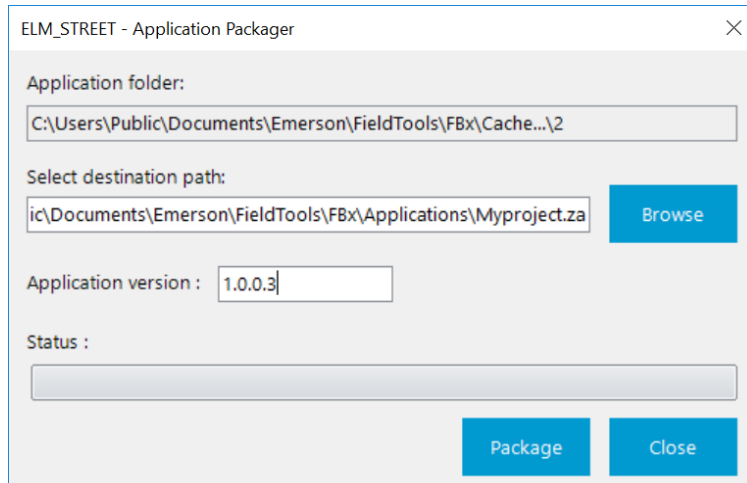 ELM_STREET - Application Packager
Application folder:
C:\Users\Public\Documents\Emerson\FieldTools\FBx\Cache...\2
Select destination path:
ic\Documents\Emerson\FieldTools\FBx\Applications\Myproject.za
Browse
Application version :
1.0.0.3
Status :
Package
Close